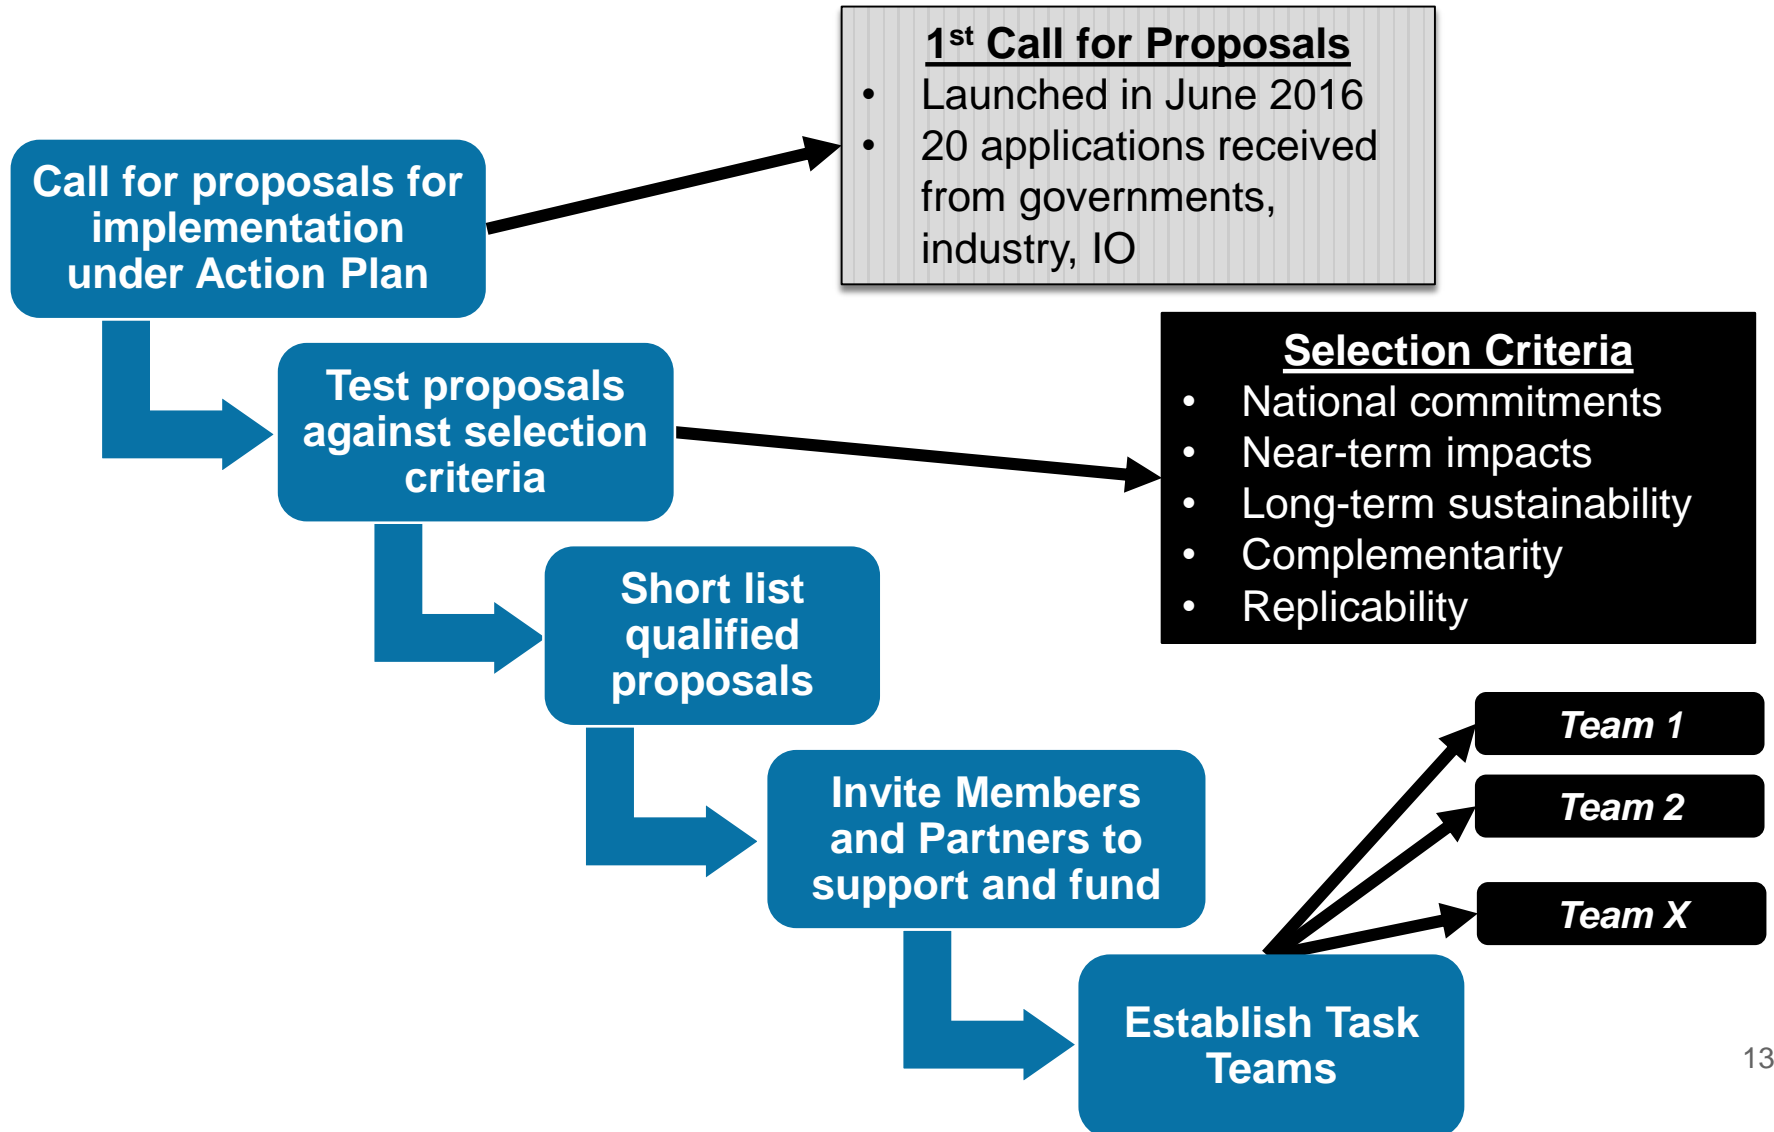 1st Call for Proposals
• Launched in June 2016
• 20 applications received
from governments,
industry, IO
Call for proposals for
implementation
under Action Plan
Selection Criteria
• National commitments
• Near-term impacts
• Long-term sustainability
• Complementarity
• Replicability
Test proposals
against selection
criteria
Short list
qualified
proposals
Invite Members
and Partners to
support and fund
Team 1
Team 2
Team X
Establish Task
Teams
13